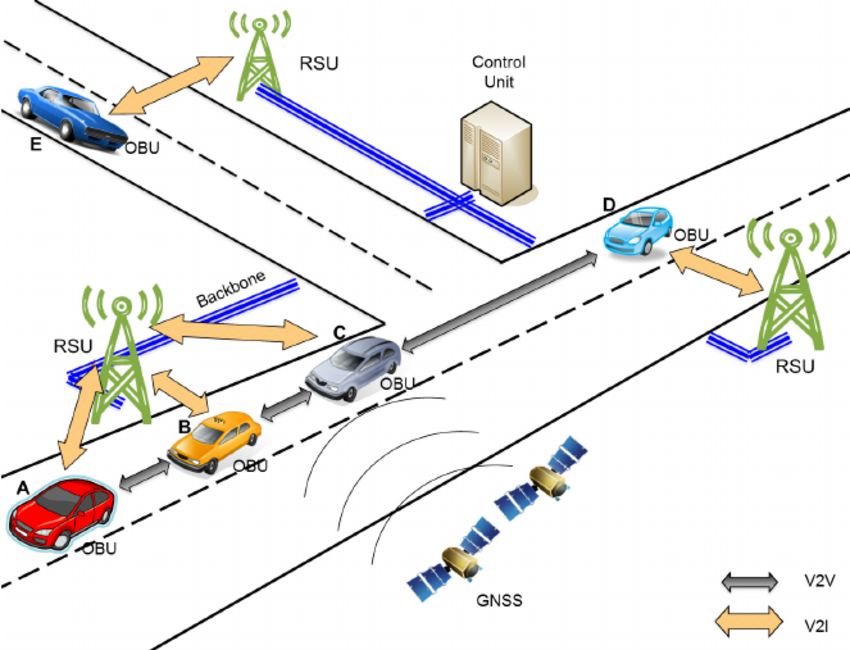 RSU
Control
Unit
E
OBU
D
OBU
Backbone
RSU
C
RSU
OBU
B
OBU
A
OBU
GNSS
V2V
V2I